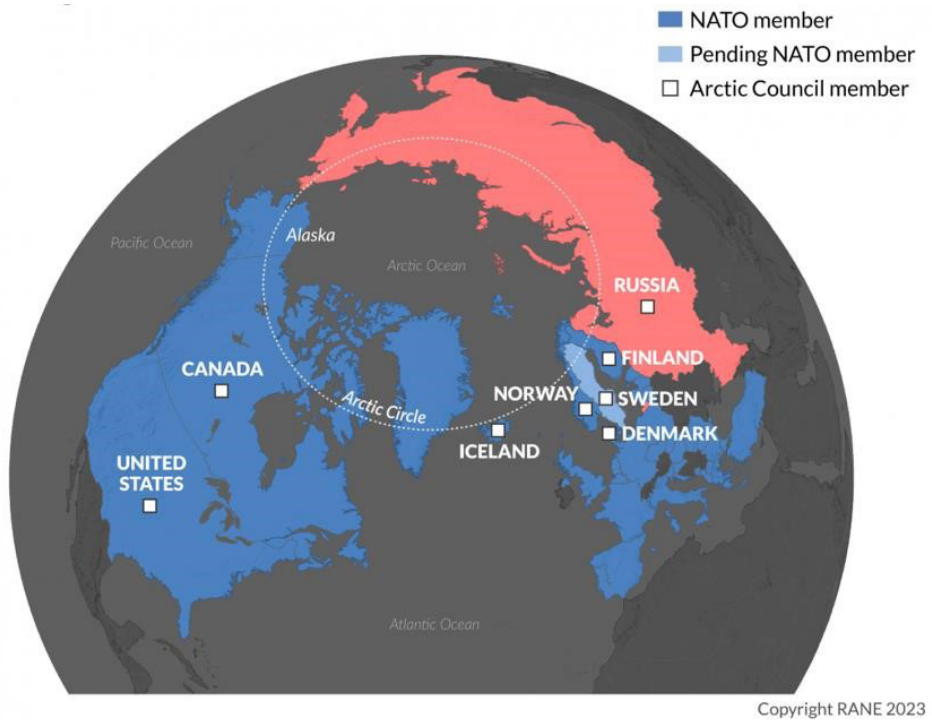 NATO member
Pending NATO member
Arctic Council member
Pacific Ocean
Alaska
Arctic Ocean
RUSSIA
CANADA
FINLAND
NORWAY
SWEDEN
Arctic Circle
DENMARK
ICELAND
UNITED
STATES
Atlantic Ocean
Copyright RANE 2023